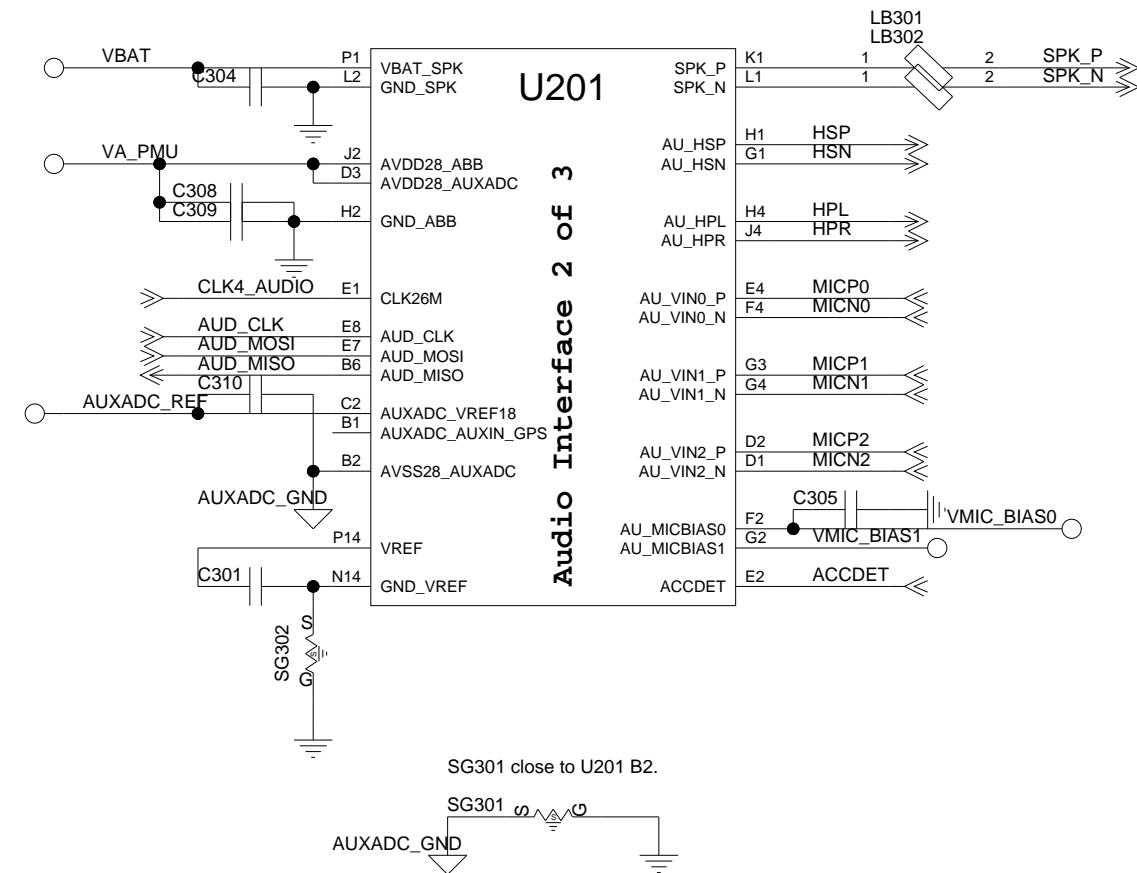 LB301
LB302
VBAT P1 VBAT_SPK
C304 L2 GND_SPK
U201
SPK_P K1 1 2 SPK_P
SPK_N L1 1 2 SPK_N
AU_HSP H1 HSP
AU_HSN G1 HSN
VA_PMU J2 AVDD28_ABB
D3 AVDD28_AUXADC
C308
C309 H2 GND_ABB
AU_HPL H4 HPL
AU_HPR J4 HPR
Audio Interface 2 of 3
CLK4_AUDIO E1 CLK26M
AU_VIN0_P E4 MICP0
AU_VIN0_N F4 MICN0
AUD_CLK E8 AUD_CLK
AUD_MOSI E7 AUD_MOSI
AUD_MISO B6 AUD_MISO
AU_VIN1_P G3 MICP1
AU_VIN1_N G4 MICN1
C310
AUXADC_REF C2 AUXADC_VREF18
B1 AUXADC_AUXIN_GPS
B2 AVSS28_AUXADC
AU_VIN2_P D2 MICP2
AU_VIN2_N D1 MICN2
AUXADC_GND
C305
AU_MICBIAS0 F2 VMIC_BIAS0
AU_MICBIAS1 G2 VMIC_BIAS1
P14 VREF
C301 N14 GND_VREF
ACCDET E2 ACCDET
S
SG302
S
G
SG301 close to U201 B2.
SG301 S S G
AUXADC_GND